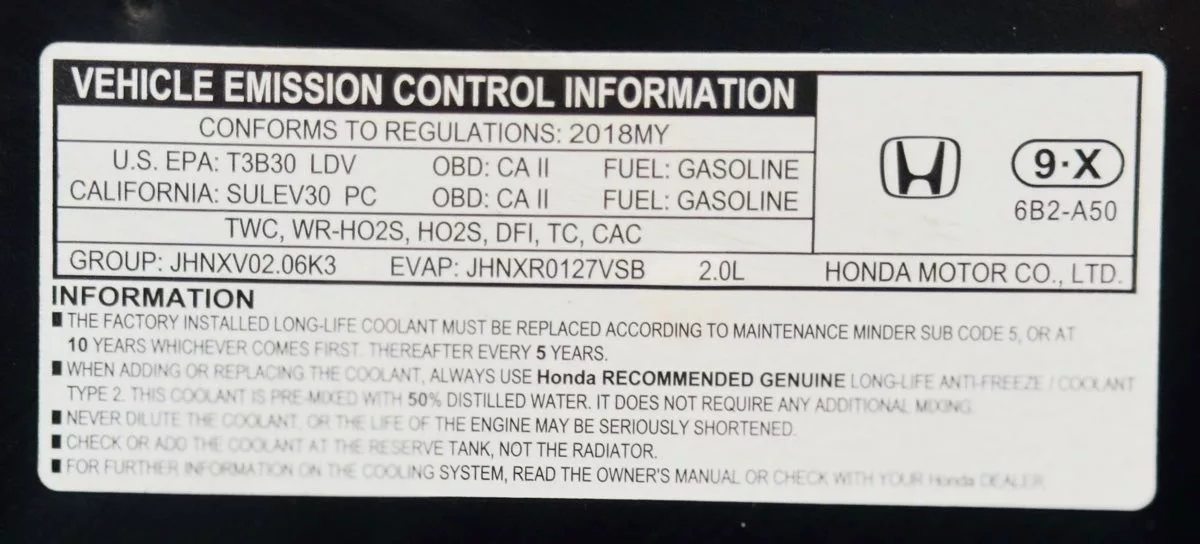 VEHICLE EMISSION CONTROL INFORMATION
CONFORMS TO REGULATIONS: 2018MY
U.S. EPA: T3B30 LDV OBD: CA II FUEL: GASOLINE
CALIFORNIA: SULEV30 PC OBD: CA II FUEL: GASOLINE
TWC, WR-HO2S, HO2S, DFI, TC, CAC
GROUP: JHNXV02.06K3 EVAP: JHNXR0127VSB 2.0L
9·X
6B2-A50
HONDA MOTOR CO., LTD.
INFORMATION
■ THE FACTORY INSTALLED LONG-LIFE COOLANT MUST BE REPLACED ACCORDING TO MAINTENANCE MINDER SUB CODE 5, OR AT
10 YEARS WHICHEVER COMES FIRST. THEREAFTER EVERY 5 YEARS.
■ WHEN ADDING OR REPLACING THE COOLANT, ALWAYS USE Honda RECOMMENDED GENUINE LONG-LIFE ANTI-FREEZE / COOLANT
TYPE 2. THIS COOLANT IS PRE-MIXED WITH 50% DISTILLED WATER. IT DOES NOT REQUIRE ANY ADDITIONAL MIXING.
■ NEVER DILUTE THE COOLANT, OR THE LIFE OF THE ENGINE MAY BE SERIOUSLY SHORTENED.
■ CHECK OR ADD THE COOLANT AT THE RESERVE TANK, NOT THE RADIATOR.
■ FOR FURTHER INFORMATION ON THE COOLING SYSTEM, READ THE OWNER'S MANUAL OR CHECK WITH YOUR Honda DEALER.